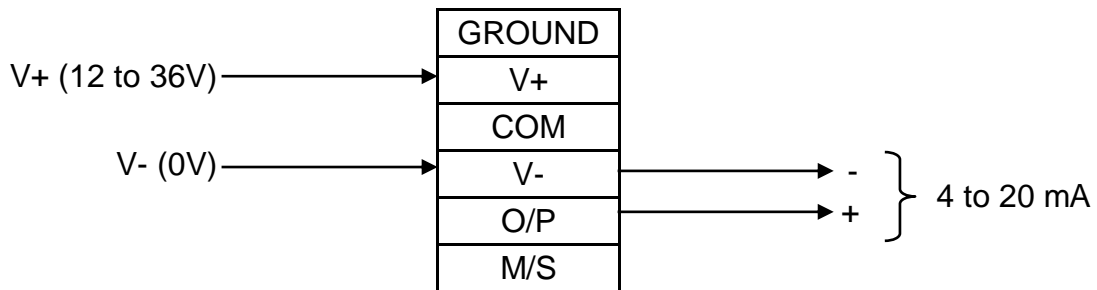 GROUND
V+ (12 to 36V)
V+
COM
V- (0V)
V-
-
4 to 20 mA
O/P
+
M/S